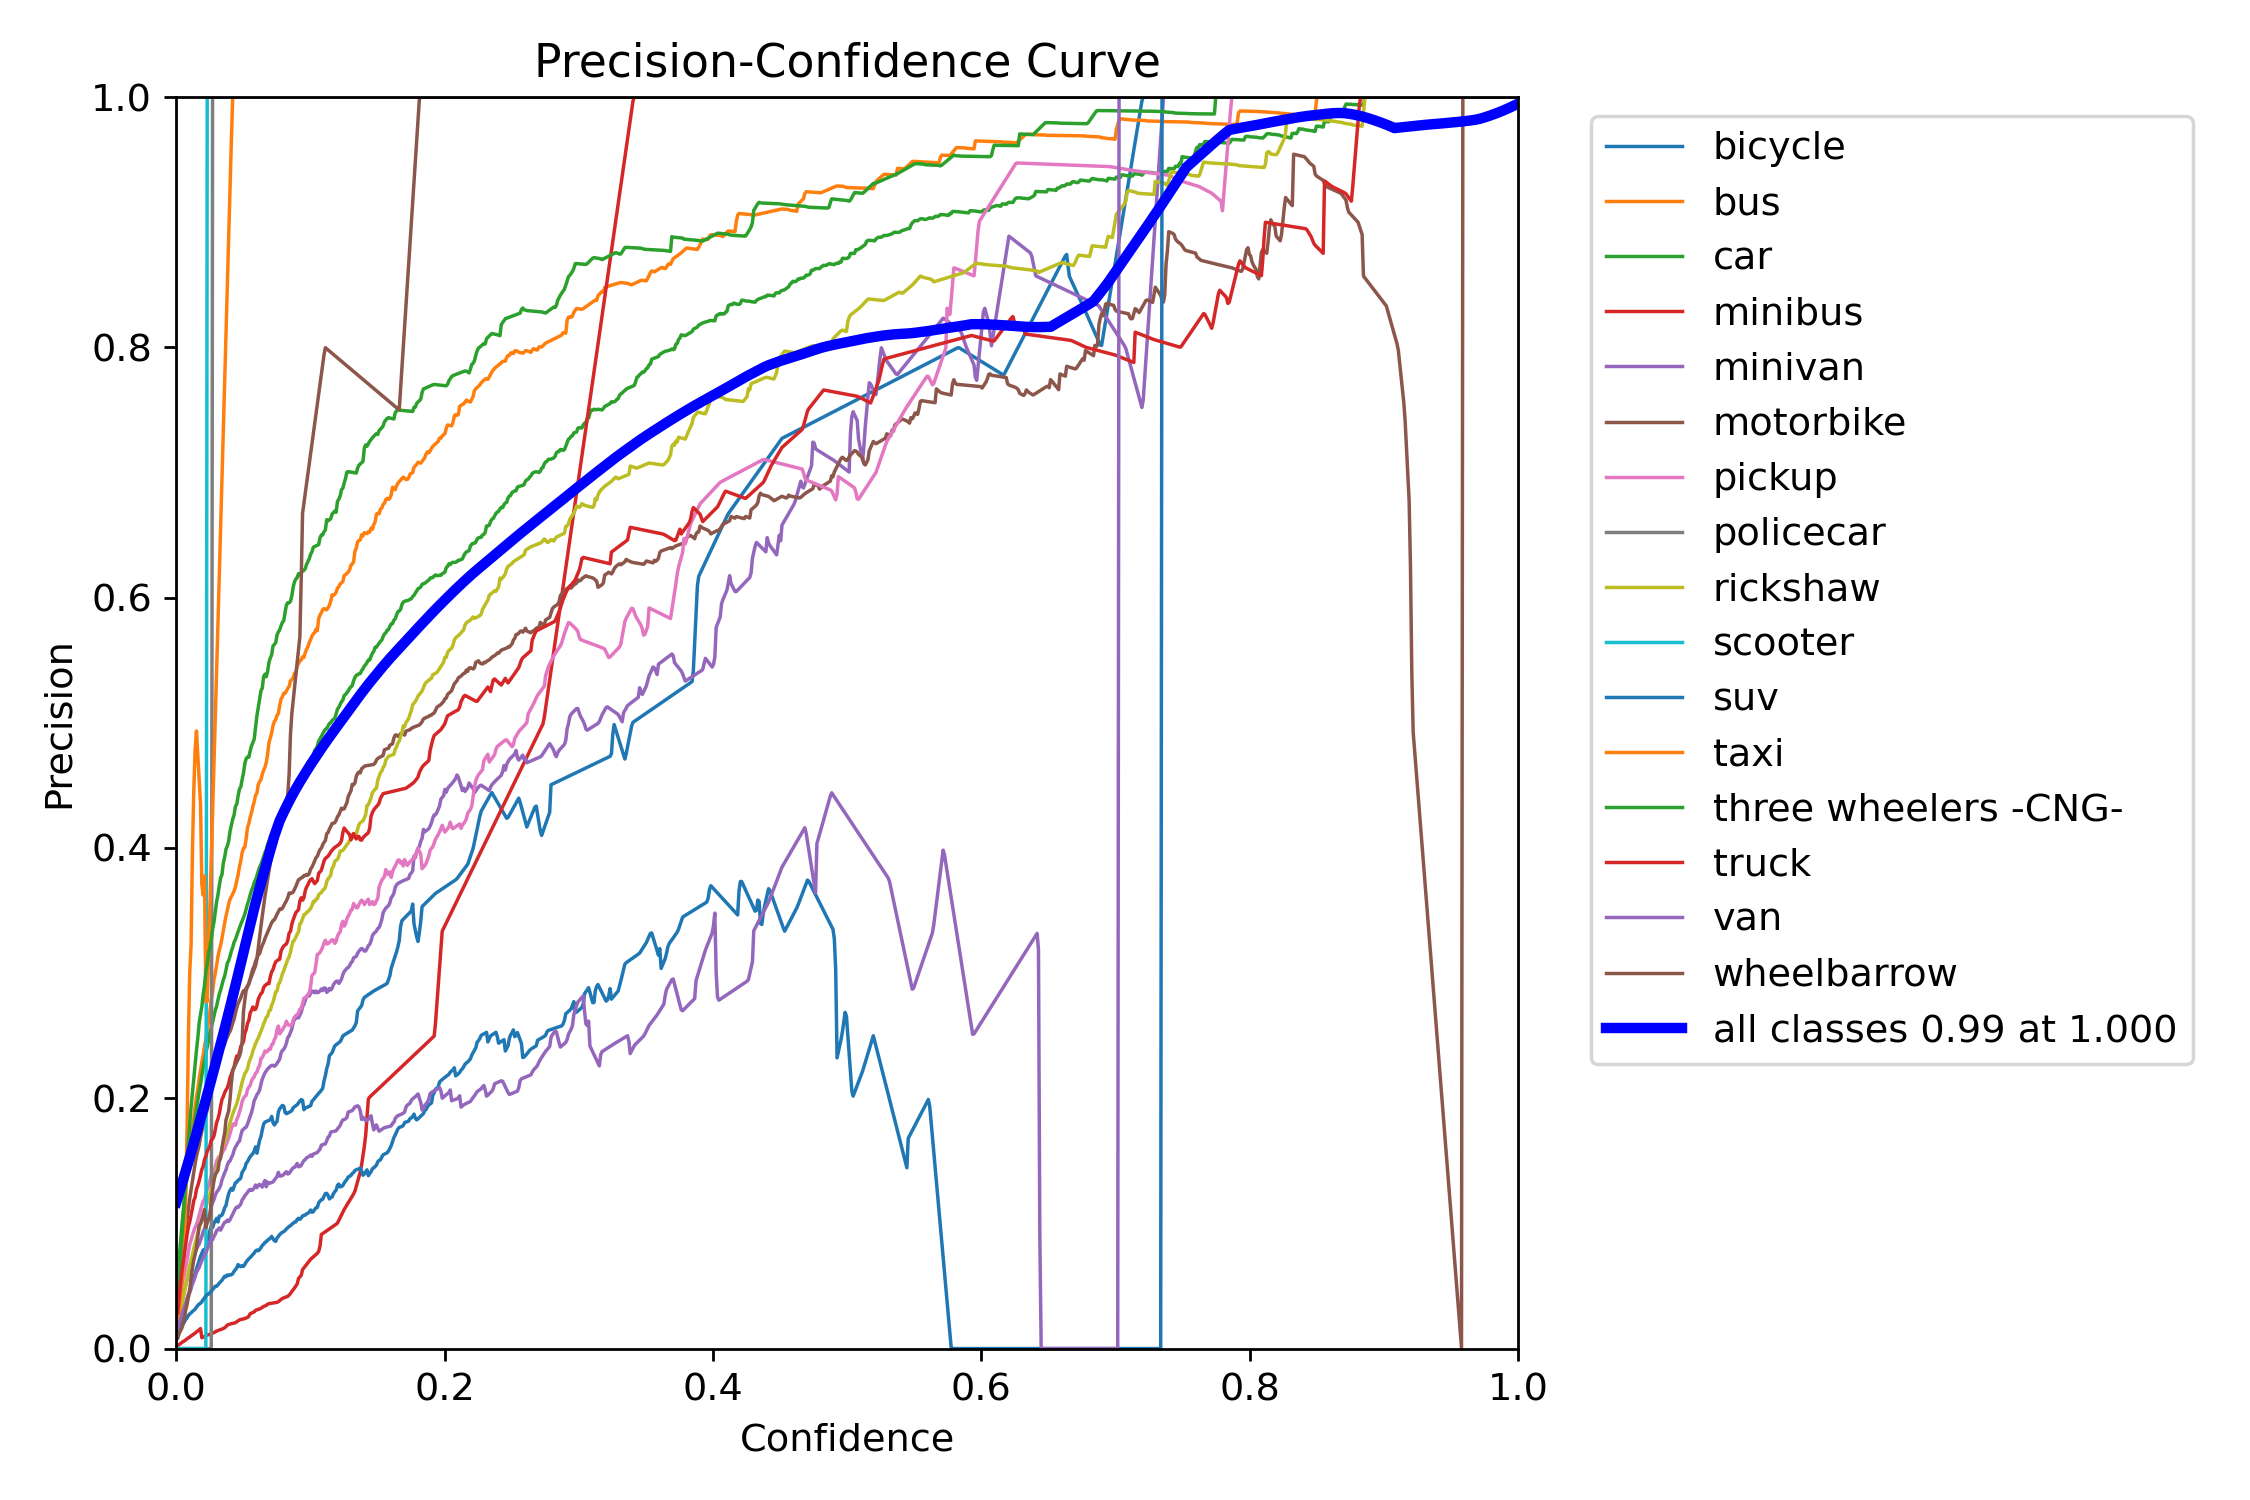 Precision-Confidence Curve
1.0
0.8
0.6
0.4
0.2
0.0
Precision
0.0 0.2 0.4 0.6 0.8 1.0
Confidence
bicycle
bus
car
minibus
minivan
motorbike
pickup
policecar
rickshaw
scooter
suv
taxi
three wheelers -CNG-
truck
van
wheelbarrow
all classes 0.99 at 1.000